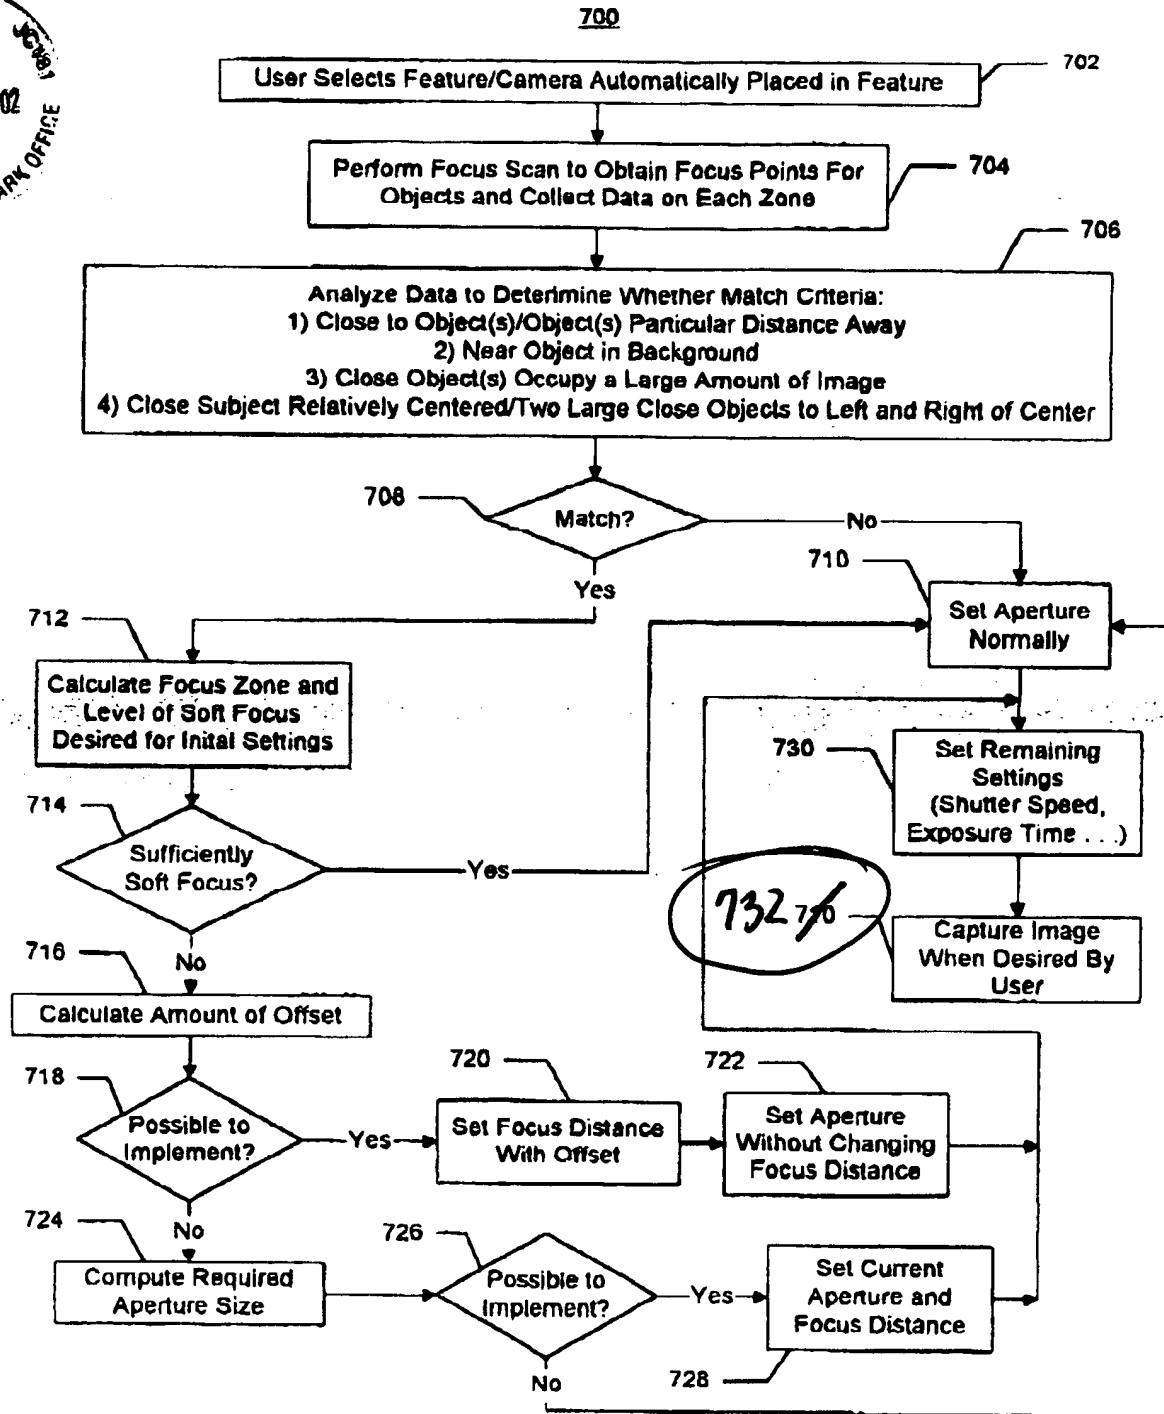 700
JC481
02
ARK OFFICE
User Selects Feature/Camera Automatically Placed in Feature
702
Perform Focus Scan to Obtain Focus Points For
Objects and Collect Data on Each Zone
704
706
Analyze Data to Determine Whether Match Criteria:
1) Close to Object(s)/Object(s) Particular Distance Away
2) Near Object in Background
3) Close Object(s) Occupy a Large Amount of Image
4) Close Subject Relatively Centered/Two Large Close Objects to Left and Right of Center
708
Match?
No
Yes
710
Set Aperture
Normally
712
Calculate Focus Zone and
Level of Soft Focus
Desired for Inital Settings
730
Set Remaining
Settings
(Shutter Speed,
Exposure Time . . .)
714
Sufficiently
Soft Focus?
Yes
732 710
Capture Image
When Desired By
User
No
716
Calculate Amount of Offset
718
Possible to
Implement?
Yes
720
Set Focus Distance
With Offset
722
Set Aperture
Without Changing
Focus Distance
No
724
Compute Required
Aperture Size
726
Possible to
Implement?
Yes
Set Current
Aperture and
Focus Distance
728
No